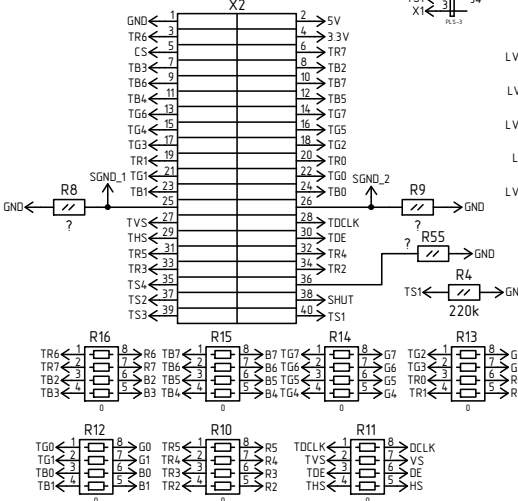 X2
X1 3 J4
PLS-3
GND 1 2 5V
TR6 3 4 3.3V
CS 5 6 TR7
TB3 7 8 TB2
TB6 9 10 TB7
TB4 11 12 TB5
TG6 13 14 TG7
TG4 15 16 TG5
TG3 17 18 TG2
TR1 19 20 TR0
TG1 21 22 TG0
TB1 23 24 TB0
25 26
TVS 27 28 TDCLK
THS 29 30 TDE
TR5 31 32 TR4
TR3 33 34 TR2
TS4 35 36
TS2 37 38 SHUT
TS3 39 40 TS1
SGND_1
SGND_2
GND R8 ?
R9 GND ?
? R55 GND
TS1 R4 GN
220k
LV
LV
LV
L
LV
R16 R15 R14 R13
TR6 1 8 R6 TB7 1 8 B7 TG7 1 8 G7 TG2 1 8 G
TR7 2 7 R7 TB6 2 7 B6 TG6 2 7 G6 TG3 2 7 G
TB2 3 6 B2 TB5 3 6 B5 TG5 3 6 G5 TR0 3 6 R
TB3 4 5 B3 TB4 4 5 B4 TG4 4 5 G4 TR1 4 5 R
0 0 0 0
R12 R10 R11
TG0 1 8 G0 TR5 1 8 R5 TDCLK 1 8 DCLK
TG1 2 7 G1 TR4 2 7 R4 TVS 2 7 VS
TB0 3 6 B0 TR3 3 6 R3 TDE 3 6 DE
TB1 4 5 B1 TR2 4 5 R2 THS 4 5 HS
0 0 0